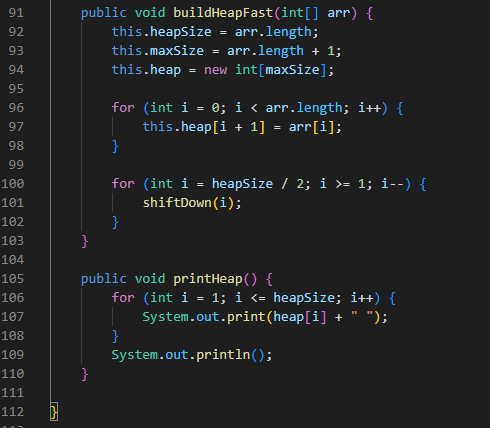 91 public void buildHeapFast(int[] arr) {
92 this.heapSize = arr.length;
93 this.maxSize = arr.length + 1;
94 this.heap = new int[maxSize];
95
96 for (int i = 0; i < arr.length; i++) {
97 this.heap[i + 1] = arr[i];
98 }
99
100 for (int i = heapSize / 2; i >= 1; i--) {
101 shiftDown(i);
102 }
103 }
104
105 public void printHeap() {
106 for (int i = 1; i <= heapSize; i++) {
107 System.out.print(heap[i] + " ");
108 }
109 System.out.println();
110 }
111
112 }